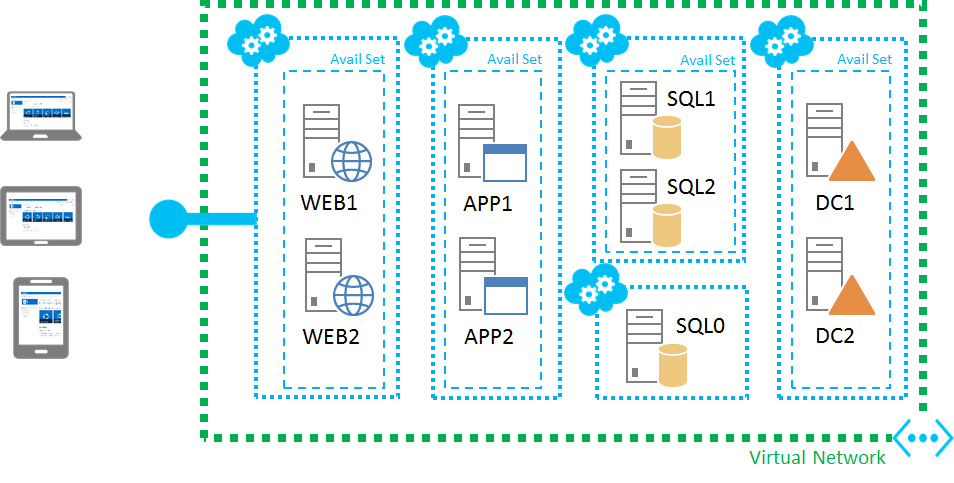 Avail Set
Avail Set
Avail Set
Avail Set
WEB1
WEB2
APP1
APP2
SQL1
SQL2
SQL0
DC1
DC2
Virtual Network